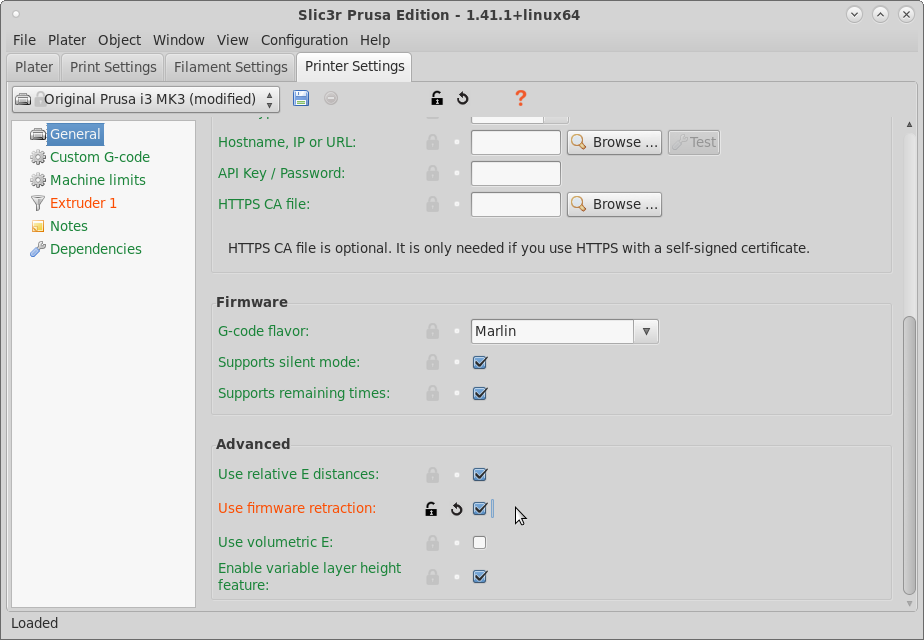 Slic3r Prusa Edition - 1.41.1+linux64
File Plater Object Window View Configuration Help
Plater Print Settings Filament Settings Printer Settings
Original Prusa i3 MK3 (modified) ?
General
Custom G-code
Machine limits
Extruder 1
Notes
Dependencies
Hostname, IP or URL: Browse ... Test
API Key / Password:
HTTPS CA file: Browse ...
HTTPS CA file is optional. It is only needed if you use HTTPS with a self-signed certificate.
Firmware
G-code flavor: Marlin
Supports silent mode:
Supports remaining times:
Advanced
Use relative E distances:
Use firmware retraction:
Use volumetric E:
Enable variable layer height
feature:
Loaded